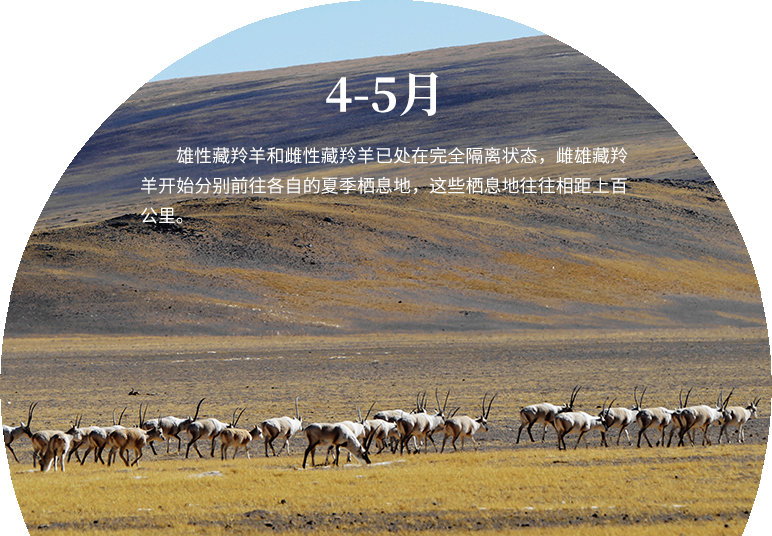 4-5月
雄性藏羚羊和雌性藏羚羊已处在完全隔离状态，雌雄藏羚
羊开始分别前往各自的夏季栖息地，这些栖息地往往相距上百
公里。